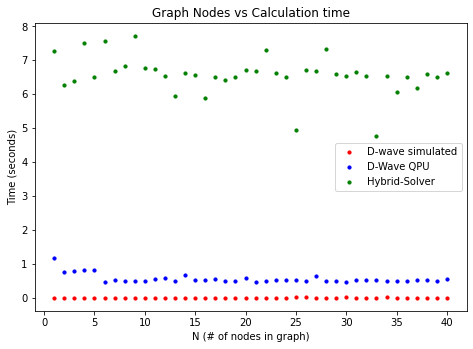 Graph Nodes vs Calculation time
8
7
6
5
4
3
2
1
0
Time (seconds)
D-wave simulated
D-Wave QPU
Hybrid-Solver
0 5 10 15 20 25 30 35 40
N (# of nodes in graph)